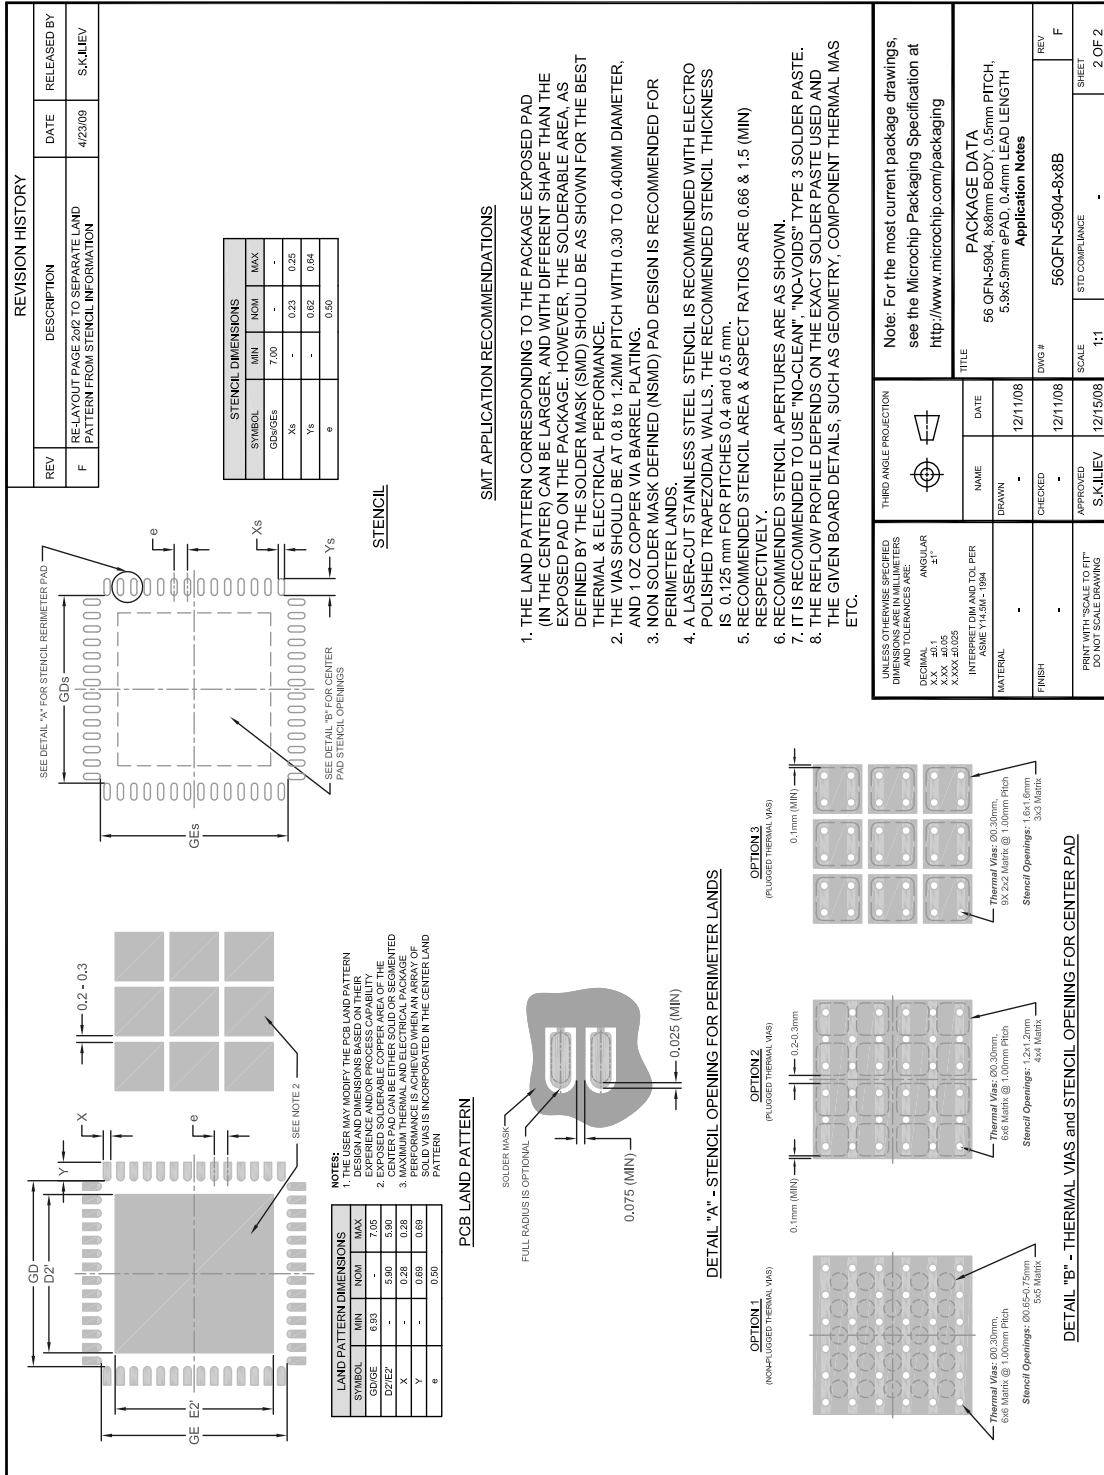 REVISION HISTORY
REV DESCRIPTION DATE RELEASED BY
F RE-LAYOUT PAGE 2of2 TO SEPARATE LAND PATTERN FROM STENCIL INFORMATION 4/23/09 S.K.ILIEV
GD
D2'
GE
E2'
X
Y
e
0.2 - 0.3
SEE NOTE 2
LAND PATTERN DIMENSIONS
SYMBOL MIN NOM MAX
GD/GE 6.93 - 7.05
D2'/E2' - 5.90 5.90
X - 0.28 0.28
Y - 0.69 0.69
e 0.50
NOTES:
1. THE USER MAY MODIFY THE PCB LAND PATTERN
DESIGN AND DIMENSIONS BASED ON THEIR
EXPERIENCE AND/OR PROCESS CAPABILITY
2. EXPOSED SOLDERABLE COPPER AREA OF THE
CENTER PAD CAN BE EITHER SOLID OR SEGMENTED
3. MAXIMUM THERMAL AND ELECTRICAL PACKAGE
PERFORMANCE IS ACHIEVED WHEN AN ARRAY OF
SOLID VIAS IS INCORPORATED IN THE CENTER LAND
PATTERN
PCB LAND PATTERN
SEE DETAIL "A" FOR STENCIL RERIMETER PAD
GDs
GEs
e
Xs
Ys
SEE DETAIL "B" FOR CENTER
PAD STENCIL OPENINGS
STENCIL DIMENSIONS
SYMBOL MIN NOM MAX
GDs/GEs 7.00 - -
Xs - 0.23 0.25
Ys - 0.62 0.64
e 0.50
STENCIL
SOLDER MASK
FULL RADIUS IS OPTIONAL
0.075 (MIN)
0.025 (MIN)
DETAIL "A" - STENCIL OPENING FOR PERIMETER LANDS
SMT APPLICATION RECOMMENDATIONS
1. THE LAND PATTERN CORRESPONDING TO THE PACKAGE EXPOSED PAD
(IN THE CENTER) CAN BE LARGER, AND WITH DIFFERENT SHAPE THAN THE
EXPOSED PAD ON THE PACKAGE. HOWEVER, THE SOLDERABLE AREA, AS
DEFINED BY THE SOLDER MASK (SMD) SHOULD BE AS SHOWN FOR THE BEST
THERMAL & ELECTRICAL PERFORMANCE.
2. THE VIAS SHOULD BE AT 0.8 to 1.2MM PITCH WITH 0.30 TO 0.40MM DIAMETER,
AND 1 OZ COPPER VIA BARREL PLATING.
3. NON SOLDER MASK DEFINED (NSMD) PAD DESIGN IS RECOMMENDED FOR
PERIMETER LANDS.
4. A LASER-CUT STAINLESS STEEL STENCIL IS RECOMMENDED WITH ELECTRO
POLISHED TRAPEZOIDAL WALLS. THE RECOMMENDED STENCIL THICKNESS
IS 0.125 mm FOR PITCHES 0.4 and 0.5 mm.
5. RECOMMENDED STENCIL AREA & ASPECT RATIOS ARE 0.66 & 1.5 (MIN)
RESPECTIVELY.
6. RECOMMENDED STENCIL APERTURES ARE AS SHOWN.
7. IT IS RECOMMENDED TO USE "NO-CLEAN", "NO-VOIDS" TYPE 3 SOLDER PASTE.
8. THE REFLOW PROFILE DEPENDS ON THE EXACT SOLDER PASTE USED AND
THE GIVEN BOARD DETAILS, SUCH AS GEOMETRY, COMPONENT THERMAL MAS
ETC.
OPTION 1
(NON-PLUGGED THERMAL VIAS)
Thermal Vias: Ø0.30mm,
6x6 Matrix @ 1.00mm Pitch
Stencil Openings: Ø0.65-0.75mm
5x5 Matrix
OPTION 2
(PLUGGED THERMAL VIAS)
0.1mm (MIN)
0.2-0.3mm
Thermal Vias: Ø0.30mm,
6x6 Matrix @ 1.00mm Pitch
Stencil Openings: 1.2x1.2mm
4x4 Matrix
OPTION 3
(PLUGGED THERMAL VIAS)
0.1mm (MIN)
Thermal Vias: Ø0.30mm,
9X 2x2 Matrix @ 1.00mm Pitch
Stencil Openings: 1.6x1.6mm
3x3 Matrix
DETAIL "B" - THERMAL VIAS and STENCIL OPENING FOR CENTER PAD
UNLESS OTHERWISE SPECIFIED
DIMENSIONS ARE IN MILLIMETERS
AND TOLERANCES ARE:
DECIMAL ANGULAR
X.X ±0.1 ±1°
X.XX ±0.05
X.XXX ±0.025
INTERPRET DIM AND TOL PER
ASME Y14.5M - 1994
MATERIAL
-
FINISH
-
PRINT WITH "SCALE TO FIT"
DO NOT SCALE DRAWING
THIRD ANGLE PROJECTION
NAME DATE
DRAWN
- 12/11/08
CHECKED
- 12/11/08
APPROVED
S.K.ILIEV 12/15/08
Note: For the most current package drawings,
see the Microchip Packaging Specification at
http://www.microchip.com/packaging
TITLE
PACKAGE DATA
56 QFN-5904, 8x8mm BODY, 0.5mm PITCH,
5.9x5.9mm ePAD, 0.4mm LEAD LENGTH
Application Notes
DWG #
56QFN-5904-8x8B
REV
F
SCALE
1:1
STD COMPLIANCE
-
SHEET
2 OF 2